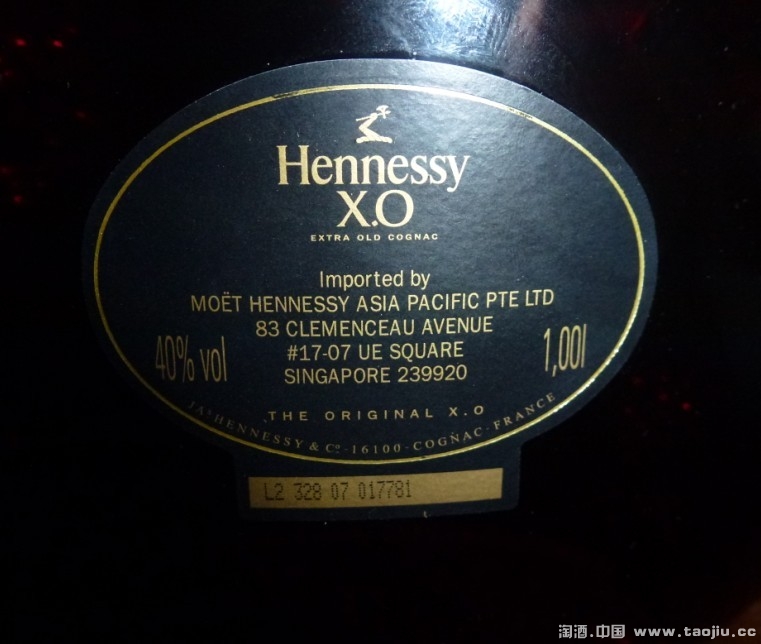 Hennessy
X.O
EXTRA OLD COGNAC
Imported by
MOËT HENNESSY ASIA PACIFIC PTE LTD
83 CLEMENCEAU AVENUE
#17-07 UE SQUARE
SINGAPORE 239920
40% vol
1,00l
THE ORIGINAL X.O
JAS HENNESSY & Cº · 16100 · COGNAC · FRANCE
L2 328 07 017781
淘酒.中国 www.taojiu.cc